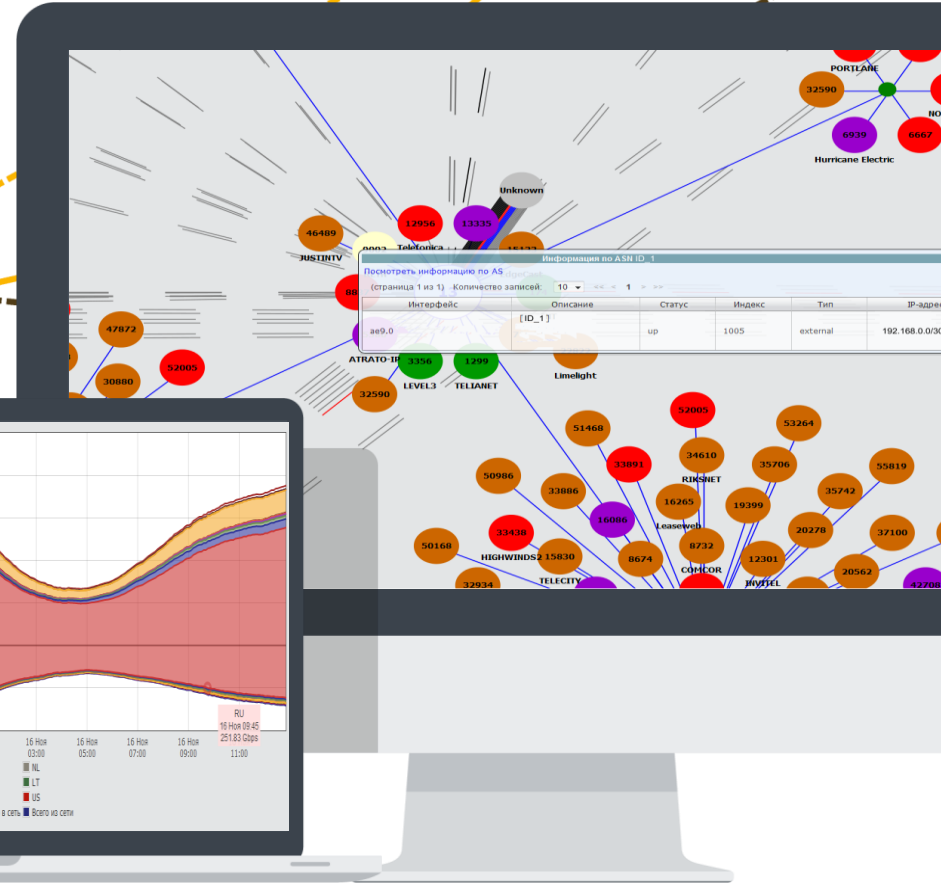 PORTLANE
32590
NO
6939
6667
Hurricane Electric
Unknown
12956
13335
46489
Telefonica
JUSTINTV
Информация по ASN ID_1
Посмотреть информацию по AS
(страница 1 из 1) Количество записей: 10 1
Интерфейс Описание Статус Индекс Тип IP-адрес
[ID_1]
ae9.0 up 1005 external 192.168.0.0/30
47872
ATRATO-IP
3356
1299
52005
LEVEL3
TELIANET
Limelight
30880
32590
52005
53264
51468
34610
33891
35706
55819
RIKSNET
50986
33886
16265
19399
35742
16086
Leaseweb
33438
20278
37100
50168
HIGHWINDS2
15830
8674
8732
12301
COMCOR
20562
32934
TELECITY
INVITEL
42708
RU
16 Ноя 09:45
251.83 Gbps
16 Ноя 16 Ноя 16 Ноя 16 Ноя
03:00 05:00 07:00 09:00 11:00
NL
LT
US
в сеть Всего из сети